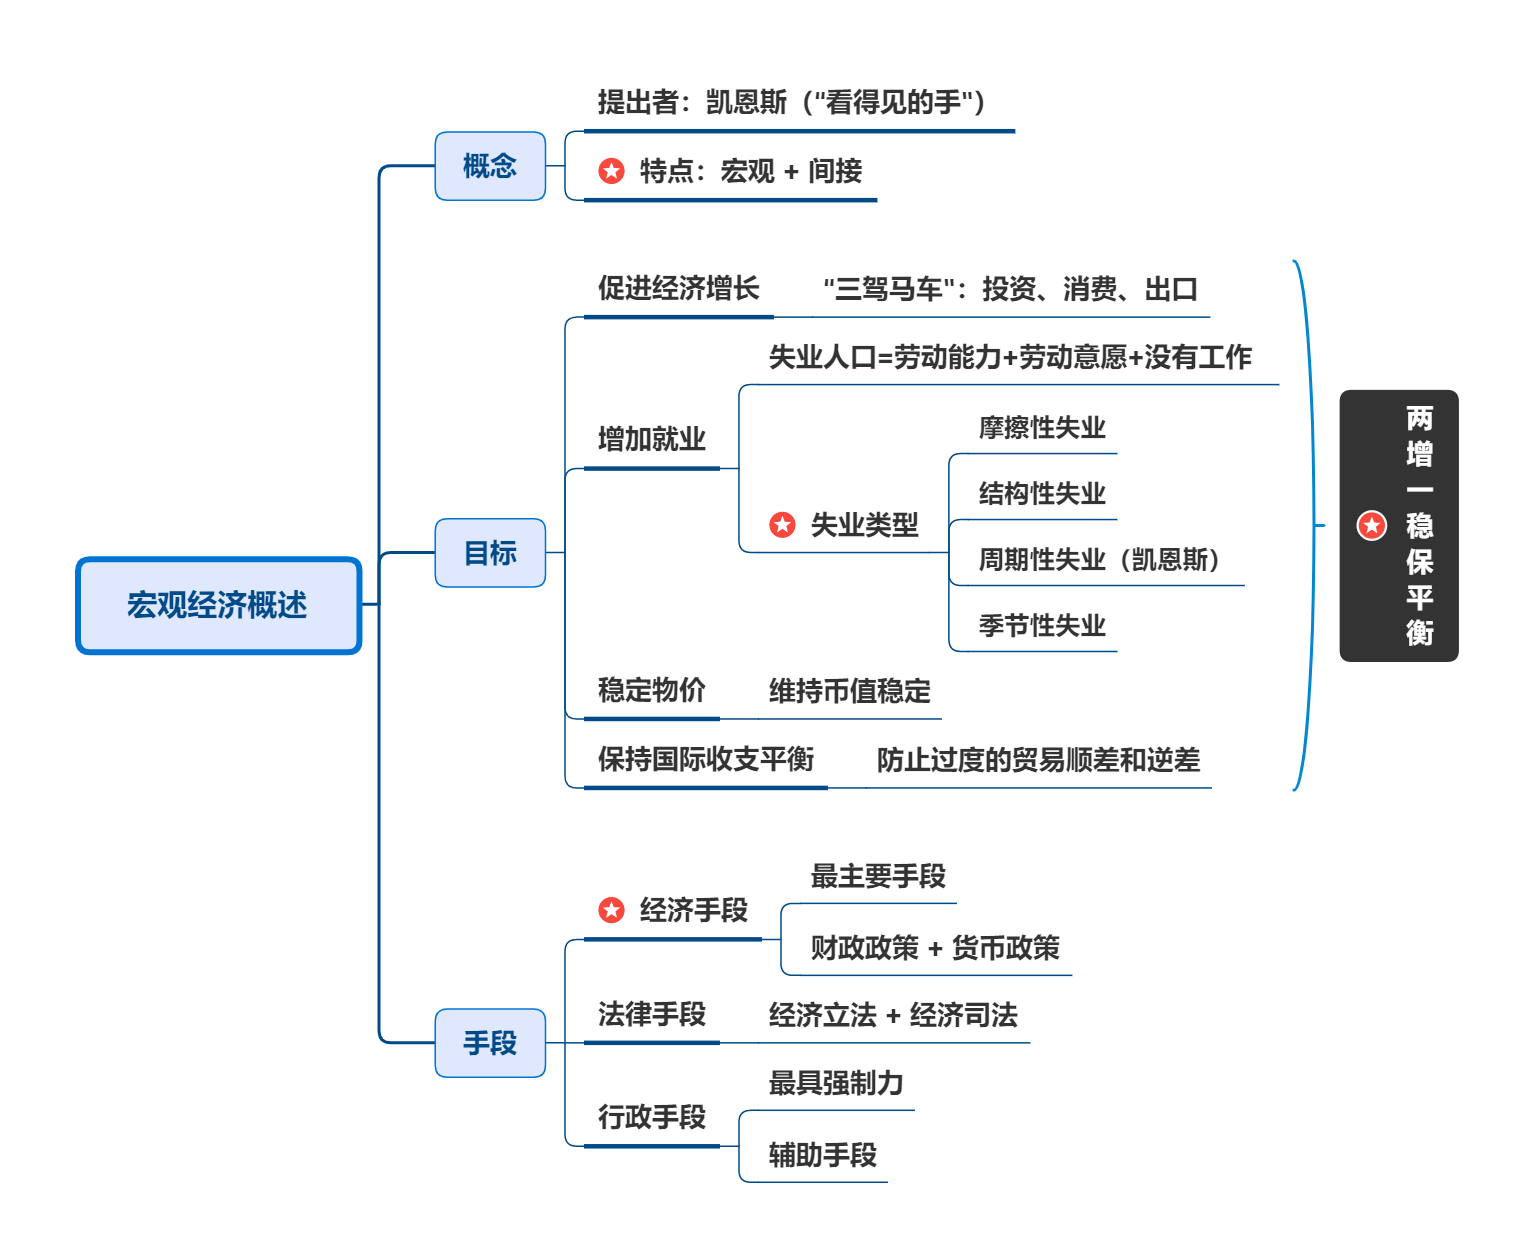 宏观经济概述
概念
提出者：凯恩斯（"看得见的手"）
特点：宏观 + 间接
目标
促进经济增长
"三驾马车"：投资、消费、出口
增加就业
失业人口=劳动能力+劳动意愿+没有工作
失业类型
摩擦性失业
结构性失业
周期性失业（凯恩斯）
季节性失业
稳定物价
维持币值稳定
保持国际收支平衡
防止过度的贸易顺差和逆差
两增一稳保平衡
手段
经济手段
最主要手段
财政政策 + 货币政策
法律手段
经济立法 + 经济司法
行政手段
最具强制力
辅助手段